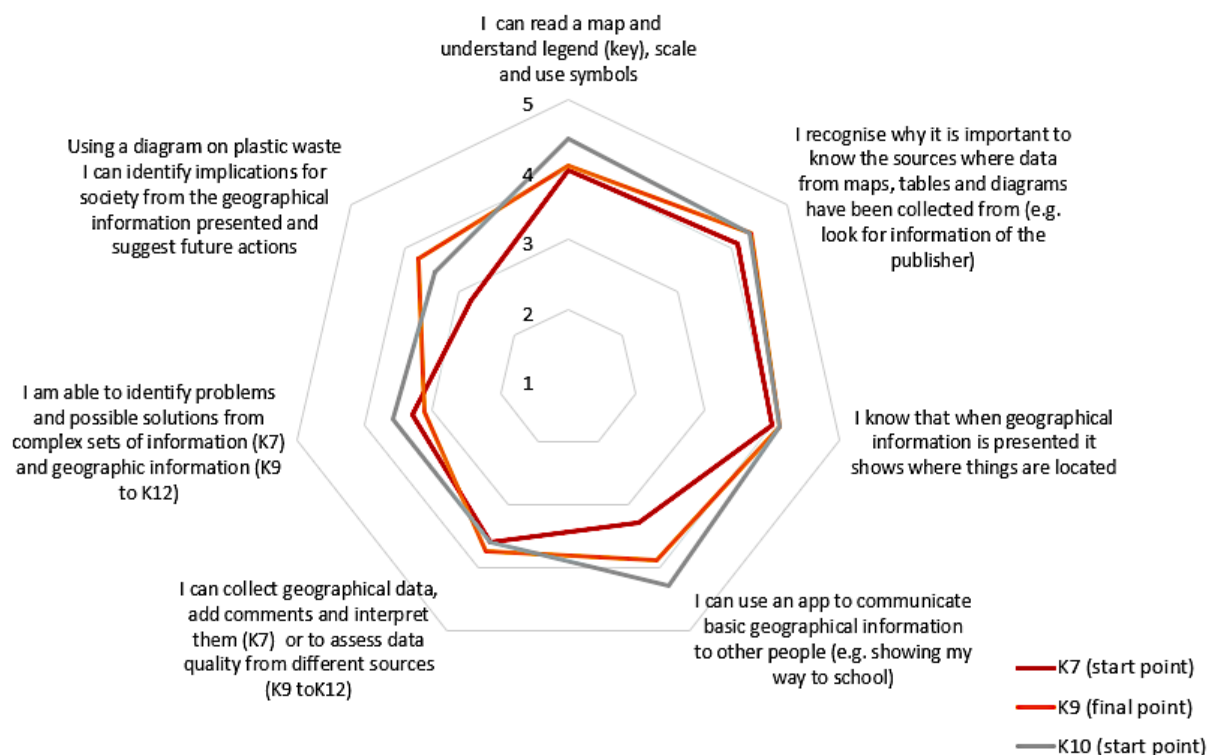 I can read a map and
understand legend (key), scale
and use symbols
5
4
3
2
1
I recognise why it is important to
know the sources where data
from maps, tables and diagrams
have been collected from (e.g.
look for information of the
publisher)
I know that when geographical
information is presented it
shows where things are located
I can use an app to communicate
basic geographical information
to other people (e.g. showing my
way to school)
I can collect geographical data,
add comments and interpret
them (K7) or to assess data
quality from different sources
(K9 toK12)
I am able to identify problems
and possible solutions from
complex sets of information (K7)
and geographic information (K9
to K12)
Using a diagram on plastic waste
I can identify implications for
society from the geographical
information presented and
suggest future actions
K7 (start point)
K9 (final point)
K10 (start point)